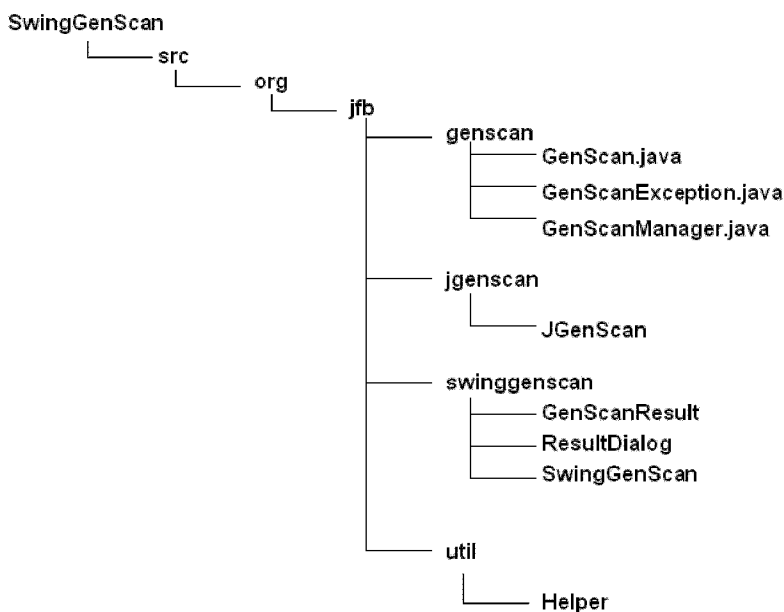 SwingGenScan
src
org
jfb
genscan
GenScan.java
GenScanException.java
GenScanManager.java
jgenscan
JGenScan
swinggenscan
GenScanResult
ResultDialog
SwingGenScan
util
Helper